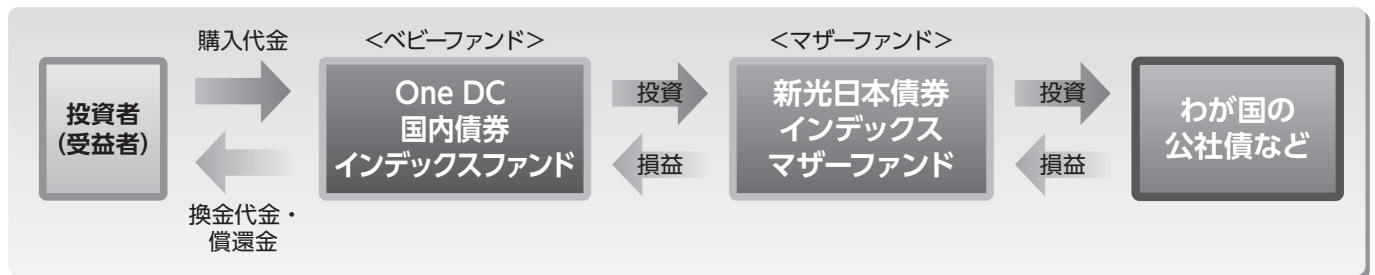 購入代金
<ベビーファンド>
<マザーファンド>
投資者
(受益者)
One DC
国内債券
インデックスファンド
投資
損益
新光日本債券
インデックス
マザーファンド
投資
損益
わが国の
公社債など
換金代金・
償還金